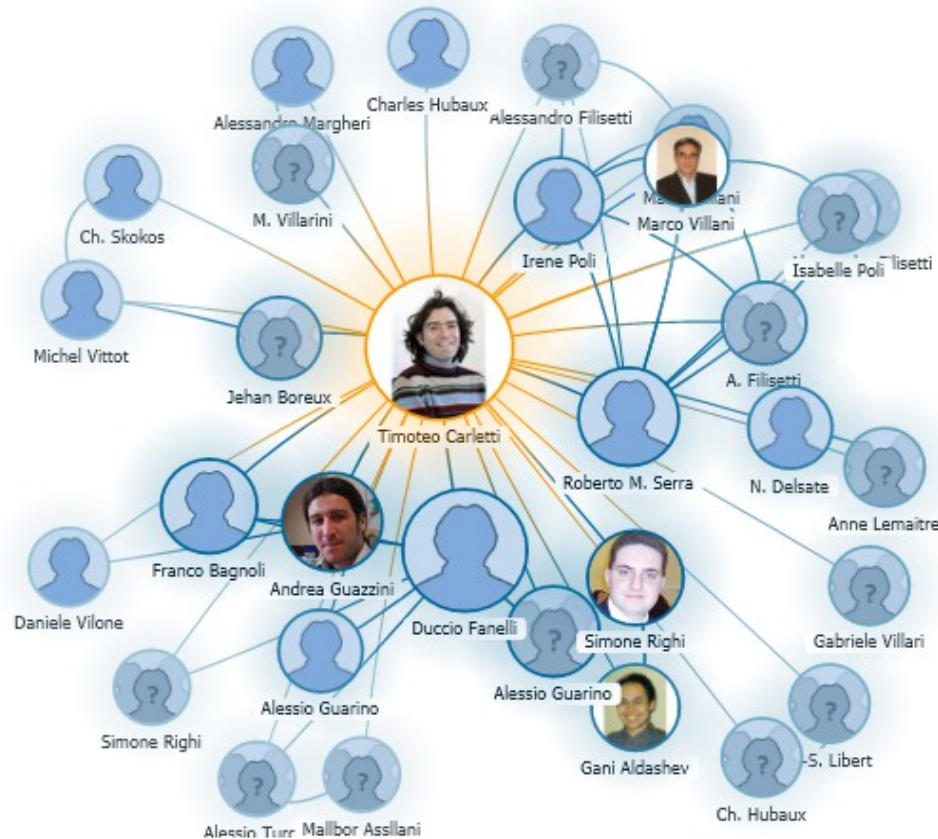 Charles Hubaux
Alessandro Margheri
Alessandro Filisetti
M. Villarini
Marco Villani
Ch. Skokos
Irene Poli
Isabelle Poli
Michel Vittot
Jehan Boreux
A. Filisetti
Timoteo Carletti
Roberto M. Serra
N. Delsate
Anne Lemaitre
Franco Bagnoli
Andrea Guazzini
Daniele Vilone
Duccio Fanelli
Simone Righi
Gabriele Villari
Alessio Guarino
Alessio Guarino
Simone Righi
Gani Aldashev
-S. Libert
Ch. Hubaux
Alessio Turr
Mallbor Assllani